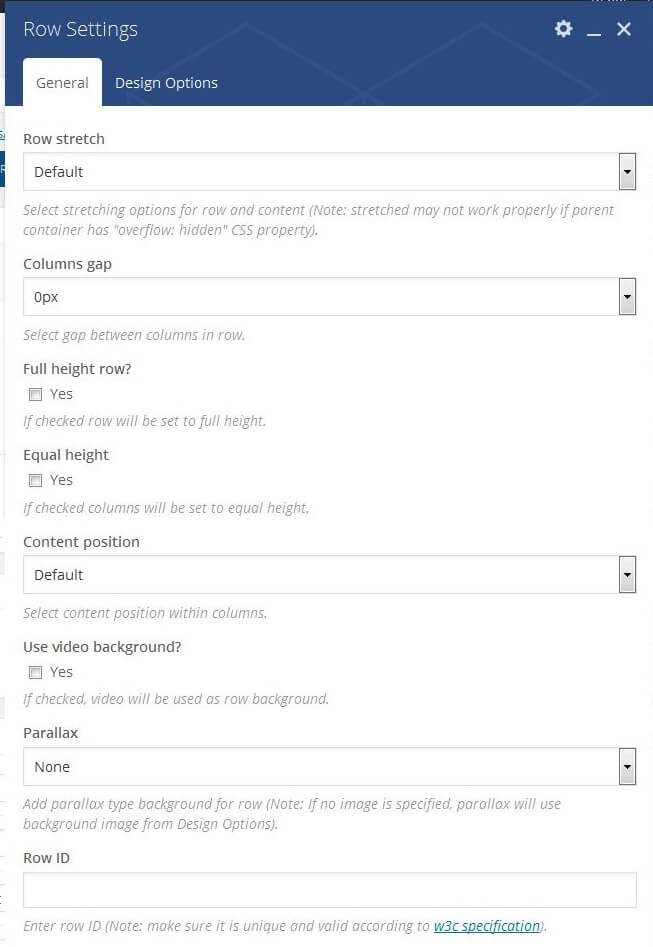 Row Settings
General
Design Options
Row stretch
Default
Select stretching options for row and content (Note: stretched may not work properly if parent
container has "overflow: hidden" CSS property).
Columns gap
0px
Select gap between columns in row.
Full height row?
Yes
If checked row will be set to full height.
Equal height
Yes
If checked columns will be set to equal height.
Content position
Default
Select content position within columns.
Use video background?
Yes
If checked, video will be used as row background.
Parallax
None
Add parallax type background for row (Note: If no image is specified, parallax will use
background image from Design Options).
Row ID
Enter row ID (Note: make sure it is unique and valid according to w3c specification).